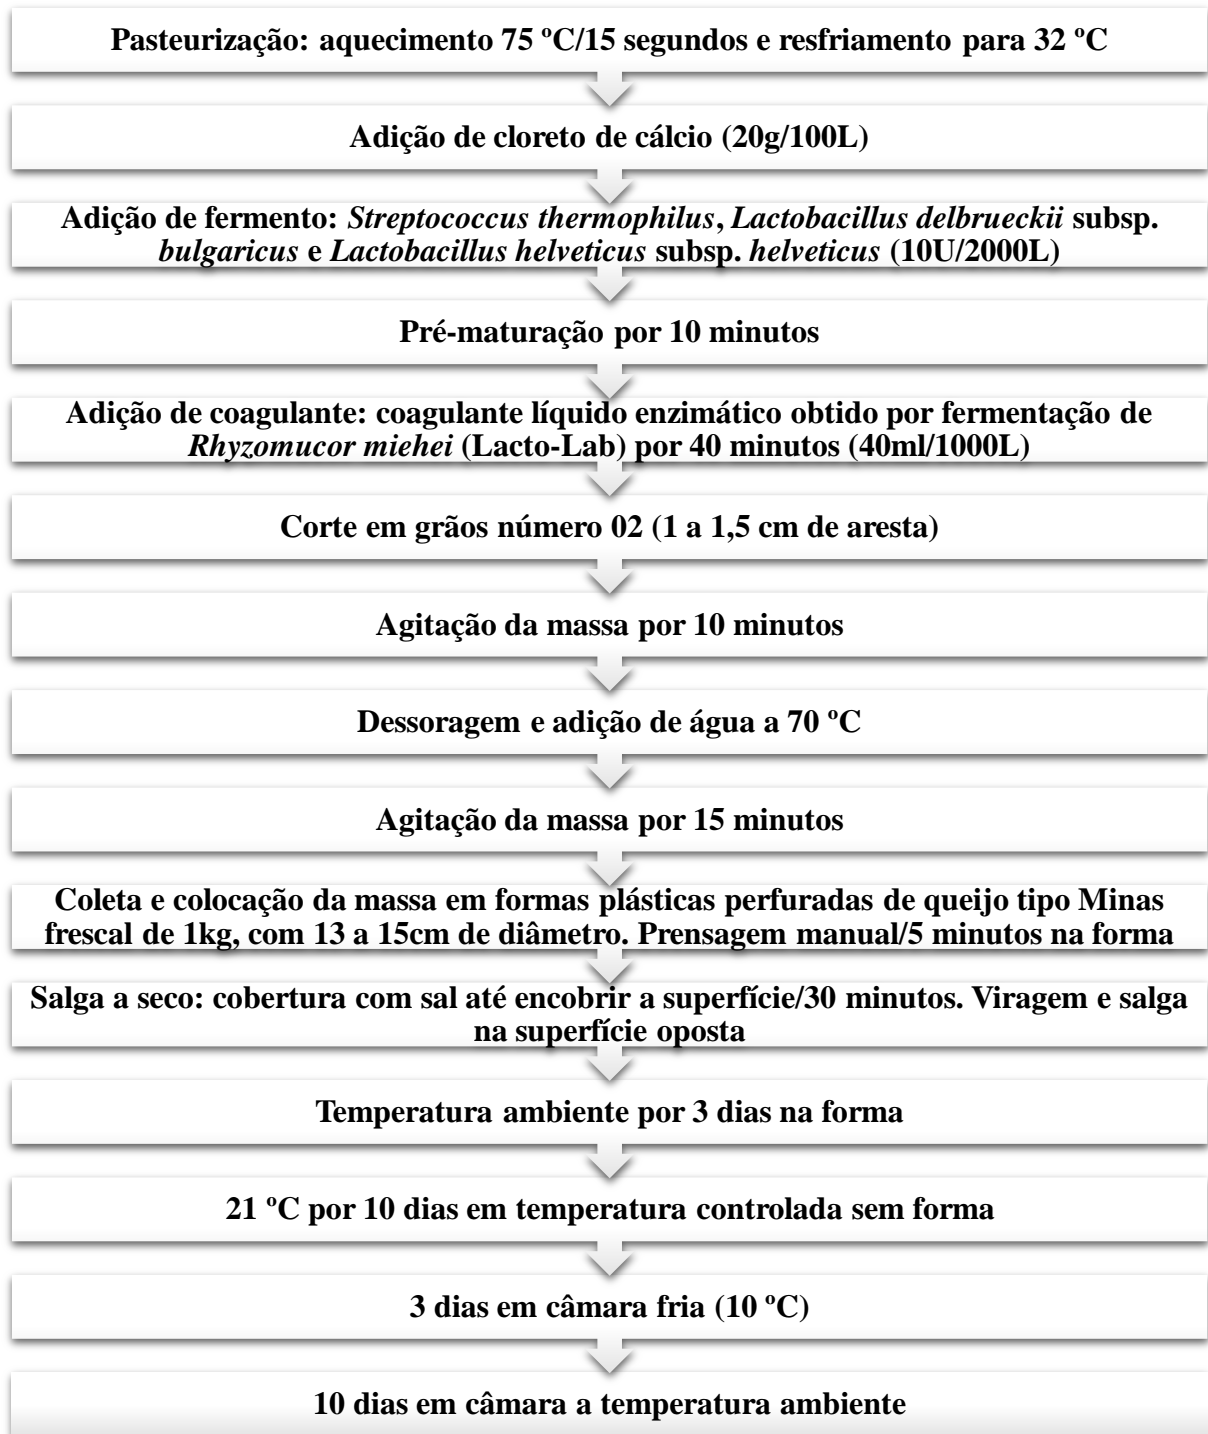 Pasteurização: aquecimento 75 ºC/15 segundos e resfriamento para 32 ºC
Adição de cloreto de cálcio (20g/100L)
Adição de fermento: Streptococcus thermophilus, Lactobacillus delbrueckii subsp.
bulgaricus e Lactobacillus helveticus subsp. helveticus (10U/2000L)
Pré-maturação por 10 minutos
Adição de coagulante: coagulante líquido enzimático obtido por fermentação de
Rhyzomucor miehei (Lacto-Lab) por 40 minutos (40ml/1000L)
Corte em grãos número 02 (1 a 1,5 cm de aresta)
Agitação da massa por 10 minutos
Dessoragem e adição de água a 70 ºC
Agitação da massa por 15 minutos
Coleta e colocação da massa em formas plásticas perfuradas de queijo tipo Minas
frescal de 1kg, com 13 a 15cm de diâmetro. Prensagem manual/5 minutos na forma
Salga a seco: cobertura com sal até encobrir a superfície/30 minutos. Viragem e salga
na superfície oposta
Temperatura ambiente por 3 dias na forma
21 ºC por 10 dias em temperatura controlada sem forma
3 dias em câmara fria (10 ºC)
10 dias em câmara a temperatura ambiente